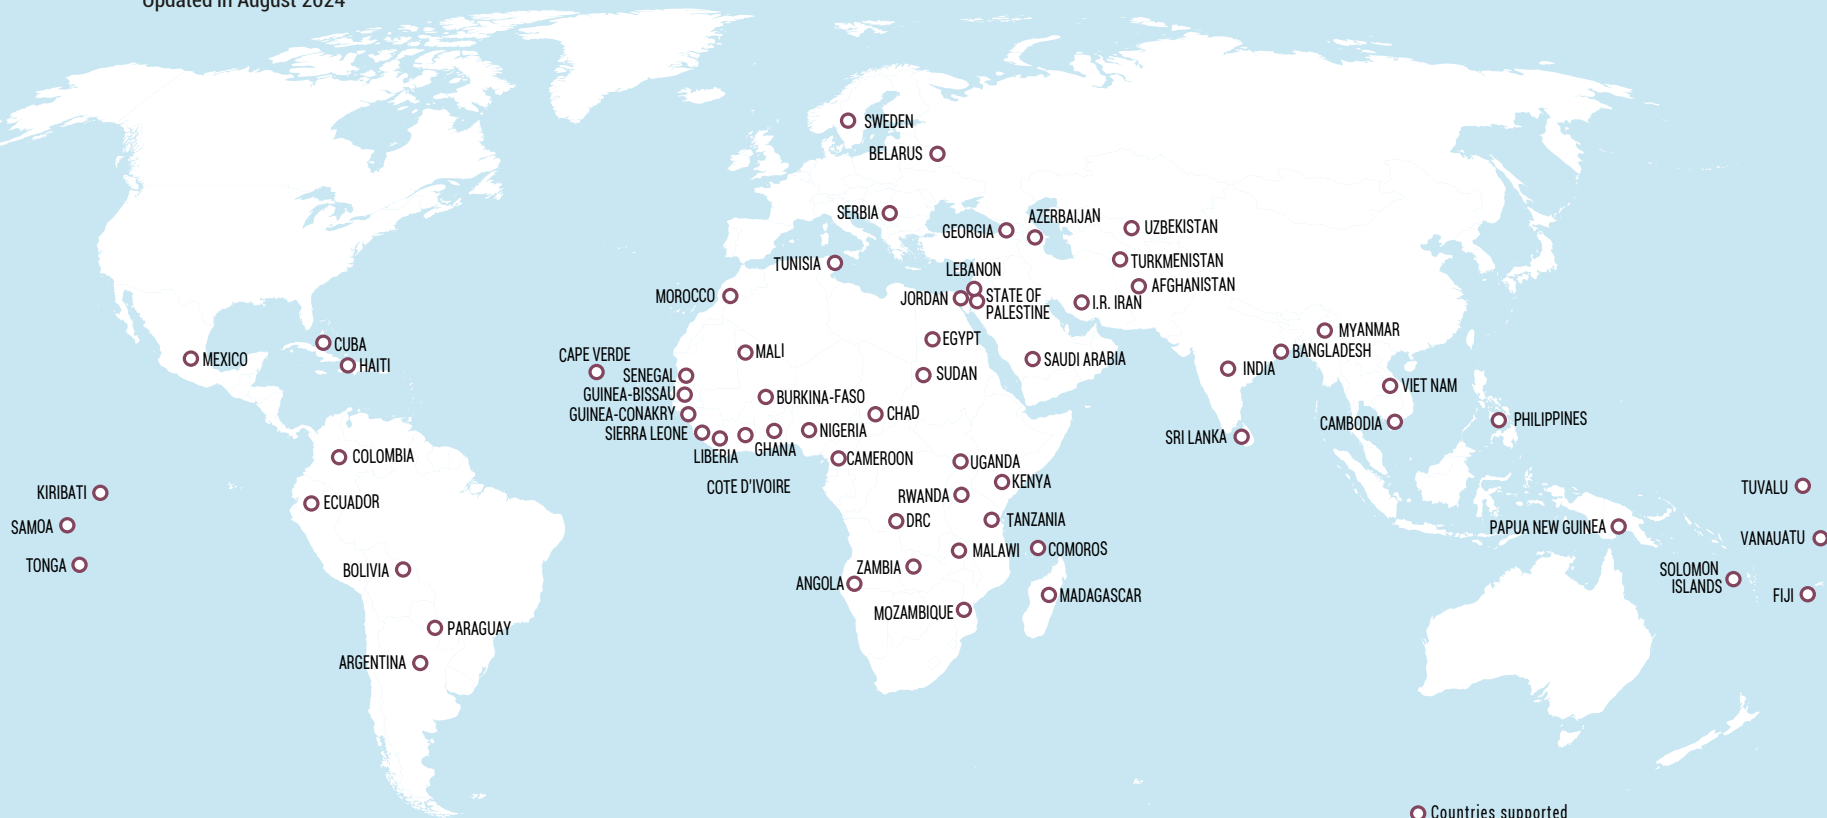 Updated in August 2024
SWEDEN
BELARUS
SERBIA
GEORGIA
AZERBAIJAN
UZBEKISTAN
TURKMENISTAN
AFGHANISTAN
I.R. IRAN
TUNISIA
LEBANON
MOROCCO
JORDAN
STATE OF
PALESTINE
EGYPT
SAUDI ARABIA
SUDAN
MALI
CAPE VERDE
SENEGAL
GUINEA-BISSAU
GUINEA-CONAKRY
SIERRA LEONE
LIBERIA
GHANA
COTE D'IVOIRE
BURKINA-FASO
CHAD
NIGERIA
CAMEROON
UGANDA
KENYA
RWANDA
DRC
TANZANIA
MALAWI
COMOROS
ZAMBIA
ANGOLA
MADAGASCAR
MOZAMBIQUE
MEXICO
CUBA
HAITI
COLOMBIA
ECUADOR
BOLIVIA
PARAGUAY
ARGENTINA
KIRIBATI
SAMOA
TONGA
MYANMAR
BANGLADESH
INDIA
VIET NAM
CAMBODIA
SRI LANKA
PHILIPPINES
TUVALU
PAPUA NEW GUINEA
VANAUATU
SOLOMON
ISLANDS
FIJI
Countries supported